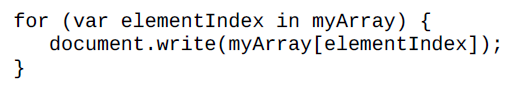 for (var elementIndex in myArray) {
   document.write(myArray[elementIndex]);
}